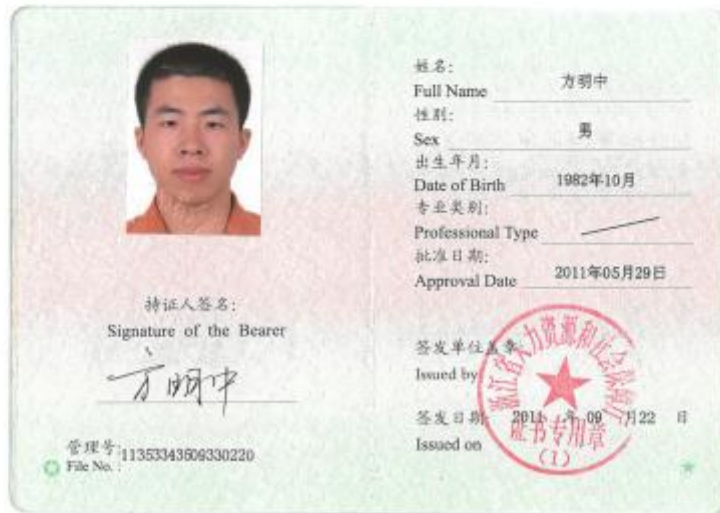 持证人签名:
Signature of the Bearer
方明中
管理号:11353343509330220
File No. :
姓名:
Full Name 方明中
性别:
Sex 男
出生年月:
Date of Birth 1982年10月
专业类别:
Professional Type
批准日期:
Approval Date 2011年05月29日
签发单位盖章:
Issued by
浙江省人力资源和社会保障厅
证书专用章
(1)
签发日期: 2011 年 09 月22 日
Issued on